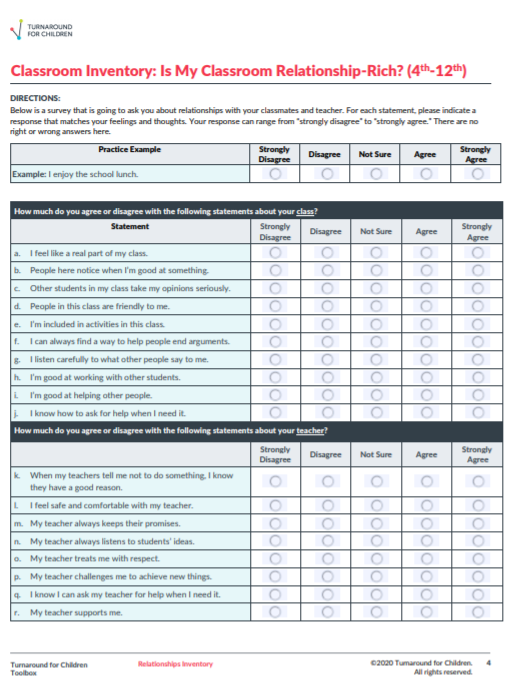 TURNAROUND
FOR CHILDREN
Classroom Inventory: Is My Classroom Relationship-Rich? (4th-12th)
DIRECTIONS:
Below is a survey that is going to ask you about relationships with your classmates and teacher. For each statement, please indicate a
response that matches your feelings and thoughts. Your response can range from "strongly disagree" to "strongly agree." There are no
right or wrong answers here.
Practice Example Strongly Disagree Disagree Not Sure Agree Strongly Agree
Example: I enjoy the school lunch.
How much do you agree or disagree with the following statements about your class?
Statement Strongly Disagree Disagree Not Sure Agree Strongly Agree
a. I feel like a real part of my class.
b. People here notice when I'm good at something.
c. Other students in my class take my opinions seriously.
d. People in this class are friendly to me.
e. I'm included in activities in this class.
f. I can always find a way to help people end arguments.
g. I listen carefully to what other people say to me.
h. I'm good at working with other students.
i. I'm good at helping other people.
j. I know how to ask for help when I need it.
How much do you agree or disagree with the following statements about your teacher?
Strongly Disagree Disagree Not Sure Agree Strongly Agree
k. When my teachers tell me not to do something, I know
they have a good reason.
l. I feel safe and comfortable with my teacher.
m. My teacher always keeps their promises.
n. My teacher always listens to students' ideas.
o. My teacher treats me with respect.
p. My teacher challenges me to achieve new things.
q. I know I can ask my teacher for help when I need it.
r. My teacher supports me.
Turnaround for Children
Toolbox
Relationships Inventory
©2020 Turnaround for Children.
All rights reserved.
4